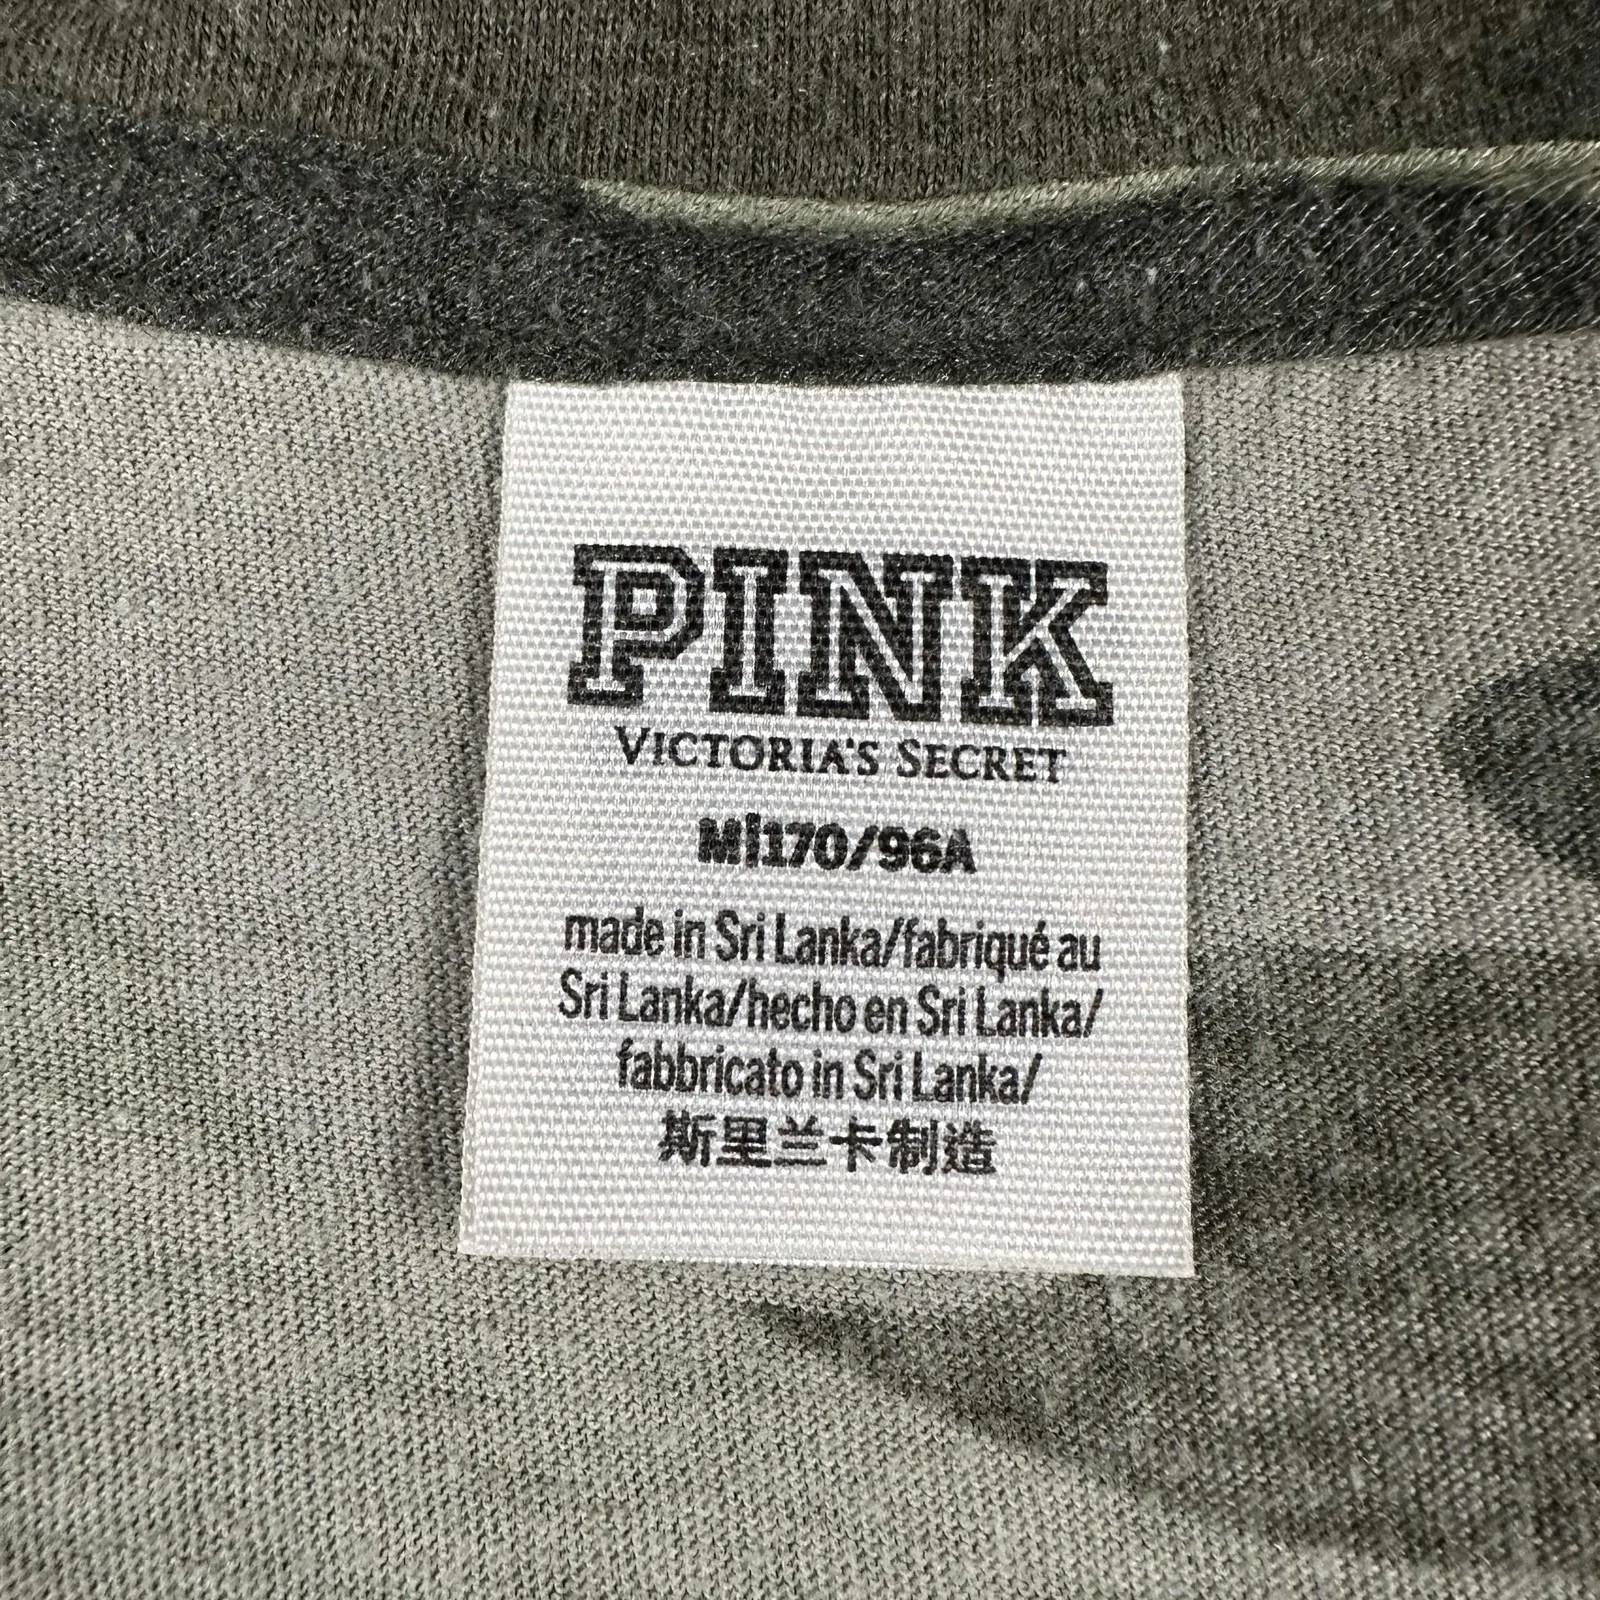 PINK
VICTORIA'S SECRET
M|170/96A
made in Sri Lanka/fabriqué au
Sri Lanka/hecho en Sri Lanka/
fabbricato in Sri Lanka/
斯里兰卡制造